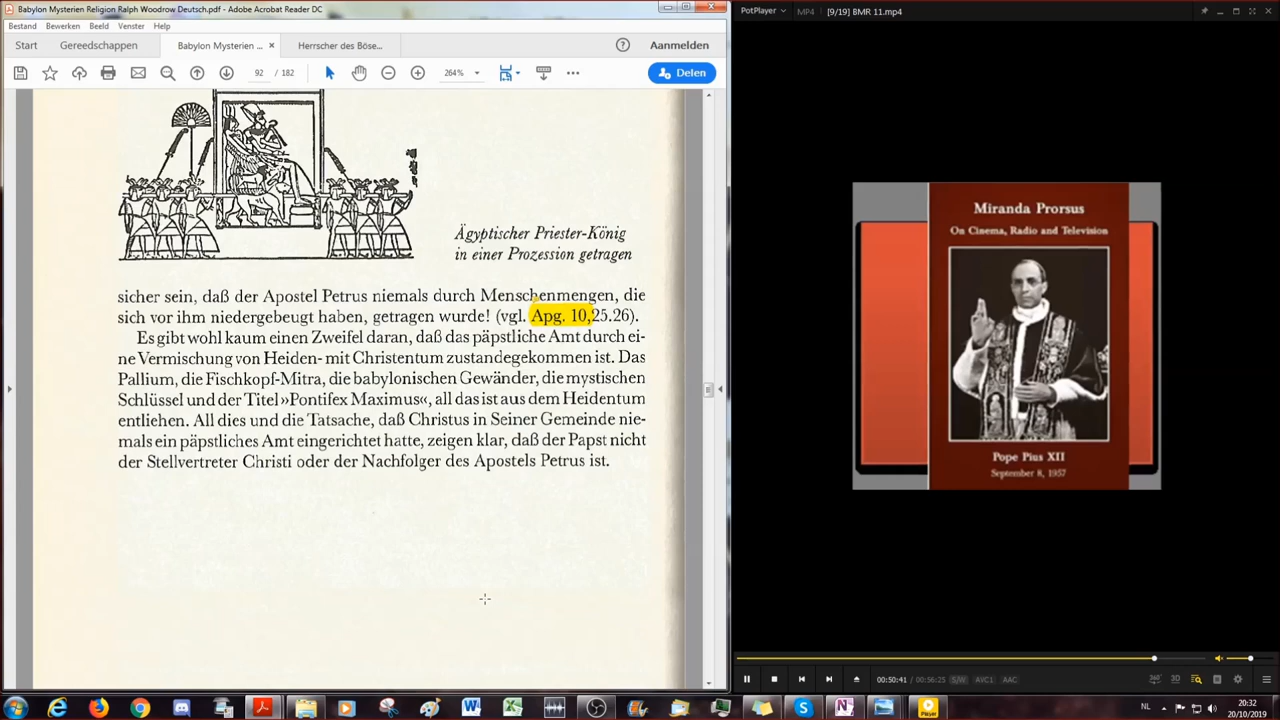 Babylon Mysterien Religion Ralph Woodrow Deutsch.pdf - Adobe Acrobat Reader DC
Bestand Bewerken Beeld Venster Help
Start Gereedschappen Babylon Mysterien ... × Herrscher des Böse... Aanmelden
92 / 182 264% Delen
Ägyptischer Priester-König
in einer Prozession getragen
sicher sein, daß der Apostel Petrus niemals durch Menschenmengen, die
sich vor ihm niedergebeugt haben, getragen wurde! (vgl. Apg. 10,25.26).
Es gibt wohl kaum einen Zweifel daran, daß das päpstliche Amt durch ei-
ne Vermischung von Heiden- mit Christentum zustandegekommen ist. Das
Pallium, die Fischkopf-Mitra, die babylonischen Gewänder, die mystischen
Schlüssel und der Titel »Pontifex Maximus«, all das ist aus dem Heidentum
entliehen. All dies und die Tatsache, daß Christus in Seiner Gemeinde nie-
mals ein päpstliches Amt eingerichtet hatte, zeigen klar, daß der Papst nicht
der Stellvertreter Christi oder der Nachfolger des Apostels Petrus ist.
PotPlayer MP4 [9/19] BMR 11.mp4
Miranda Prorsus
On Cinema, Radio and Television
Pope Pius XII
September 8, 1957
00:50:41 / 00:56:25 S/W AVC1 AAC
360° 3D
NL 20:32
20/10/2019